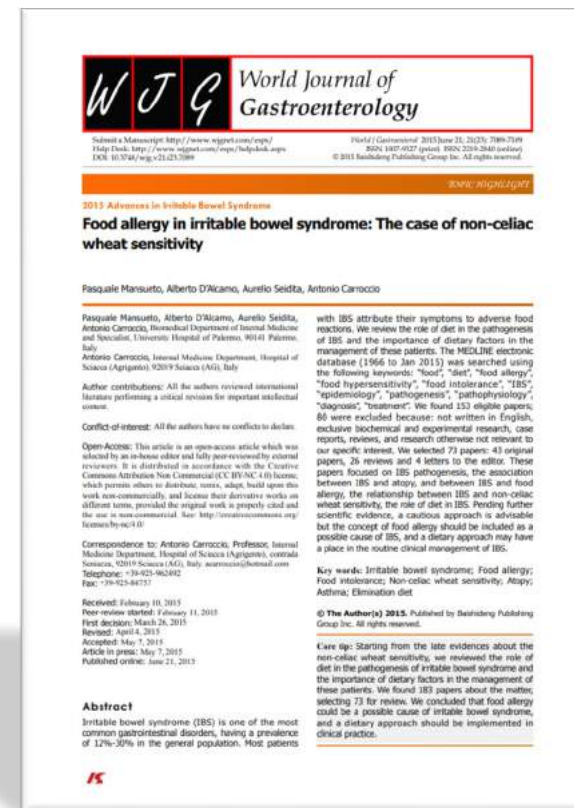 WJG
World Journal of
Gastroenterology
Submit a Manuscript: http://www.wjgnet.com/esps/
Help Desk: http://www.wjgnet.com/esps/helpdesk.aspx
DOI: 10.3748/wjg.v21.i23.7089
World J Gastroenterol 2015 June 21; 21(23): 7089-7109
ISSN 1007-9327 (print) ISSN 2219-2840 (online)
© 2015 Baishideng Publishing Group Inc. All rights reserved.
TOPIC HIGHLIGHT
2015 Advances in Irritable Bowel Syndrome
Food allergy in irritable bowel syndrome: The case of non-celiac
wheat sensitivity
Pasquale Mansueto, Alberto D'Alcamo, Aurelio Seidita, Antonio Carroccio
Pasquale Mansueto, Alberto D'Alcamo, Aurelio Seidita,
Antonio Carroccio, Biomedical Department of Internal Medicine
and Specialist, University Hospital of Palermo, 90141 Palermo,
Italy
Antonio Carroccio, Internal Medicine Department, Hospital of
Sciacca (Agrigento), 92019 Sciacca (AG), Italy
Author contributions: All the authors reviewed international
literature performing a critical revision for important intellectual
content.
Conflict-of-interest: All the authors have no conflicts to declare.
Open-Access: This article is an open-access article which was
selected by an in-house editor and fully peer-reviewed by external
reviewers. It is distributed in accordance with the Creative
Commons Attribution Non Commercial (CC BY-NC 4.0) license,
which permits others to distribute, remix, adapt, build upon this
work non-commercially, and license their derivative works on
different terms, provided the original work is properly cited and
the use is non-commercial. See: http://creativecommons.org/
licenses/by-nc/4.0/
Correspondence to: Antonio Carroccio, Professor, Internal
Medicine Department, Hospital of Sciacca (Agrigento), contrada
Seniazza, 92019 Sciacca (AG), Italy. acarroccio@hotmail.com
Telephone: +39-925-962492
Fax: +39-925-84757
Received: February 10, 2015
Peer-review started: February 11, 2015
First decision: March 26, 2015
Revised: April 4, 2015
Accepted: May 7, 2015
Article in press: May 7, 2015
Published online: June 21, 2015
Abstract
Irritable bowel syndrome (IBS) is one of the most
common gastrointestinal disorders, having a prevalence
of 12%-30% in the general population. Most patients
with IBS attribute their symptoms to adverse food
reactions. We review the role of diet in the pathogenesis
of IBS and the importance of dietary factors in the
management of these patients. The MEDLINE electronic
database (1966 to Jan 2015) was searched using
the following keywords: "food", "diet", "food allergy",
"food hypersensitivity", "food intolerance", "IBS",
"epidemiology", "pathogenesis", "pathophysiology",
"diagnosis", "treatment". We found 153 eligible papers;
80 were excluded because: not written in English,
exclusive biochemical and experimental research, case
reports, reviews, and research otherwise not relevant to
our specific interest. We selected 73 papers: 43 original
papers, 26 reviews and 4 letters to the editor. These
papers focused on IBS pathogenesis, the association
between IBS and atopy, and between IBS and food
allergy, the relationship between IBS and non-celiac
wheat sensitivity, the role of diet in IBS. Pending further
scientific evidence, a cautious approach is advisable
but the concept of food allergy should be included as a
possible cause of IBS, and a dietary approach may have
a place in the routine clinical management of IBS.
Key words: Irritable bowel syndrome; Food allergy;
Food intolerance; Non-celiac wheat sensitivity; Atopy;
Asthma; Elimination diet
© The Author(s) 2015. Published by Baishideng Publishing
Group Inc. All rights reserved.
Core tip: Starting from the late evidences about the
non-celiac wheat sensitivity, we reviewed the role of
diet in the pathogenesis of irritable bowel syndrome and
the importance of dietary factors in the management of
these patients. We found 183 papers about the matter,
selecting 73 for review. We concluded that food allergy
could be a possible cause of irritable bowel syndrome,
and a dietary approach should be implemented in
clinical practice.